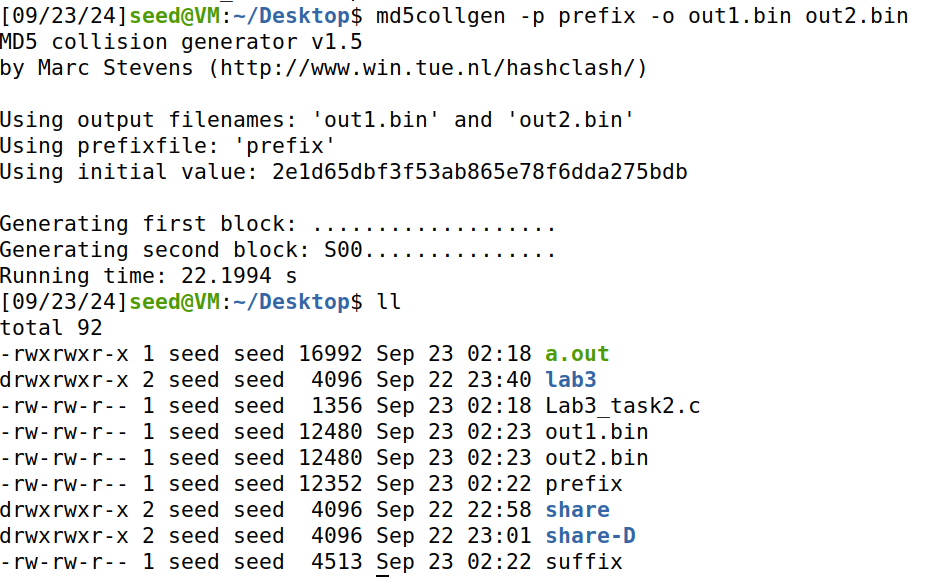 [09/23/24]seed@VM:~/Desktop$ md5collgen -p prefix -o out1.bin out2.bin
MD5 collision generator v1.5
by Marc Stevens (http://www.win.tue.nl/hashclash/)
Using output filenames: 'out1.bin' and 'out2.bin'
Using prefixfile: 'prefix'
Using initial value: 2e1d65dbf3f53ab865e78f6dda275bdb
Generating first block: ...................
Generating second block: S00...............
Running time: 22.1994 s
[09/23/24]seed@VM:~/Desktop$ ll
total 92
-rwxrwxr-x 1 seed seed 16992 Sep 23 02:18 a.out
drwxrwxr-x 2 seed seed  4096 Sep 22 23:40 lab3
-rw-rw-r-- 1 seed seed  1356 Sep 23 02:18 Lab3_task2.c
-rw-rw-r-- 1 seed seed 12480 Sep 23 02:23 out1.bin
-rw-rw-r-- 1 seed seed 12480 Sep 23 02:23 out2.bin
-rw-rw-r-- 1 seed seed 12352 Sep 23 02:22 prefix
drwxrwxr-x 2 seed seed  4096 Sep 22 22:58 share
drwxrwxr-x 2 seed seed  4096 Sep 22 23:01 share-D
-rw-rw-r-- 1 seed seed  4513 Sep 23 02:22 suffix